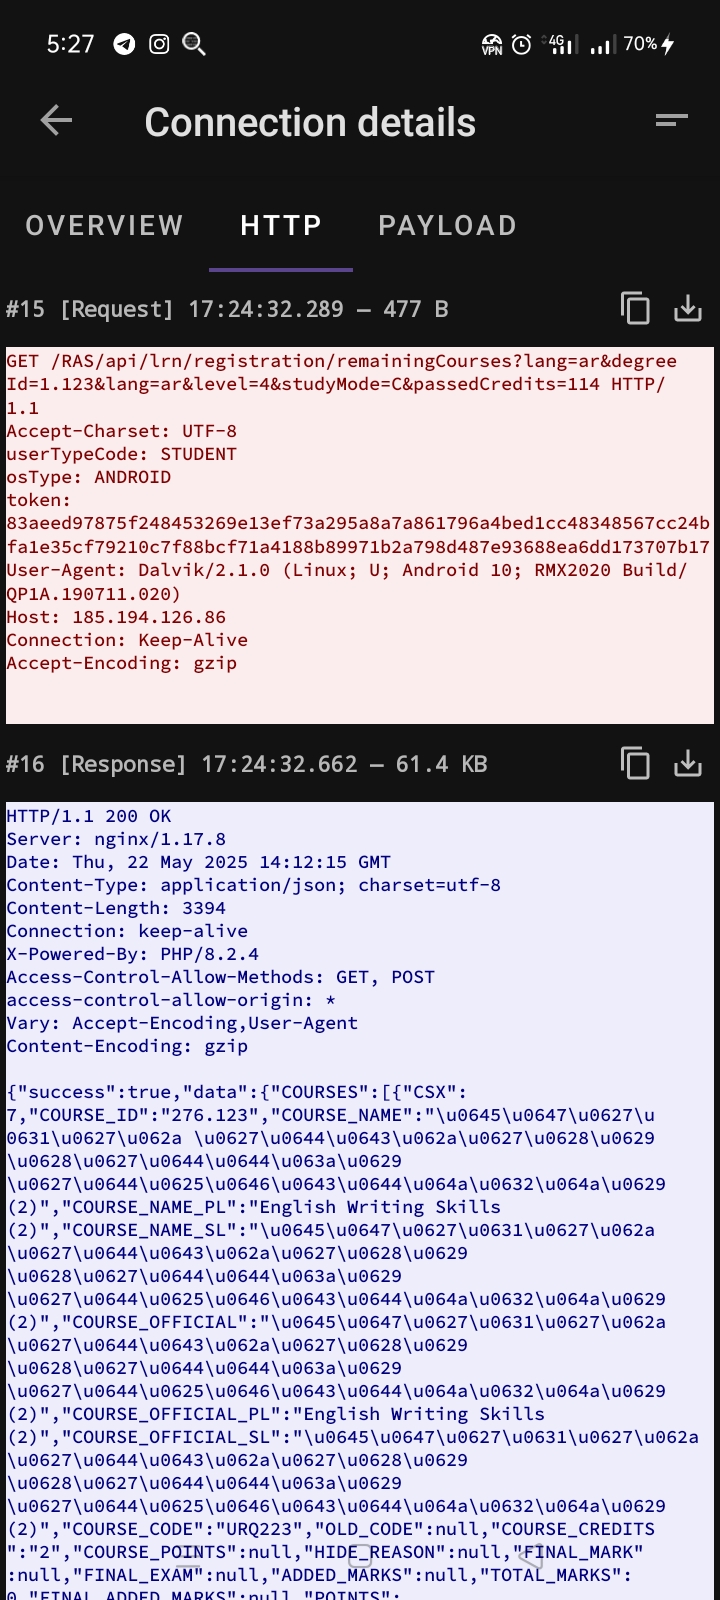 5:27
VPN
4G
70%
Connection details
OVERVIEW HTTP PAYLOAD
#15 [Request] 17:24:32.289 — 477 B
GET /RAS/api/lrn/registration/remainingCourses?lang=ar&degree
Id=1.123&lang=ar&level=4&studyMode=C&passedCredits=114 HTTP/
1.1
Accept-Charset: UTF-8
userTypeCode: STUDENT
osType: ANDROID
token:
83aeed97875f248453269e13ef73a295a8a7a861796a4bed1cc48348567cc24b
fa1e35cf79210c7f88bcf71a4188b89971b2a798d487e93688ea6dd173707b17
User-Agent: Dalvik/2.1.0 (Linux; U; Android 10; RMX2020 Build/
QP1A.190711.020)
Host: 185.194.126.86
Connection: Keep-Alive
Accept-Encoding: gzip
#16 [Response] 17:24:32.662 — 61.4 KB
HTTP/1.1 200 OK
Server: nginx/1.17.8
Date: Thu, 22 May 2025 14:12:15 GMT
Content-Type: application/json; charset=utf-8
Content-Length: 3394
Connection: keep-alive
X-Powered-By: PHP/8.2.4
Access-Control-Allow-Methods: GET, POST
access-control-allow-origin: *
Vary: Accept-Encoding,User-Agent
Content-Encoding: gzip
{"success":true,"data":{"COURSES":[{"CSX":
7,"COURSE_ID":"276.123","COURSE_NAME":"\u0645\u0647\u0627\u
0631\u0627\u062a \u0627\u0644\u0643\u062a\u0627\u0628\u0629
\u0628\u0627\u0644\u0644\u063a\u0629
\u0627\u0644\u0625\u0646\u0643\u0644\u064a\u0632\u064a\u0629
(2)","COURSE_NAME_PL":"English Writing Skills
(2)","COURSE_NAME_SL":"\u0645\u0647\u0627\u0631\u0627\u062a
\u0627\u0644\u0643\u062a\u0627\u0628\u0629
\u0628\u0627\u0644\u0644\u063a\u0629
\u0627\u0644\u0625\u0646\u0643\u0644\u064a\u0632\u064a\u0629
(2)","COURSE_OFFICIAL":"\u0645\u0647\u0627\u0631\u0627\u062a
\u0627\u0644\u0643\u062a\u0627\u0628\u0629
\u0628\u0627\u0644\u0644\u063a\u0629
\u0627\u0644\u0625\u0646\u0643\u0644\u064a\u0632\u064a\u0629
(2)","COURSE_OFFICIAL_PL":"English Writing Skills
(2)","COURSE_OFFICIAL_SL":"\u0645\u0647\u0627\u0631\u0627\u062a
\u0627\u0644\u0643\u062a\u0627\u0628\u0629
\u0628\u0627\u0644\u0644\u063a\u0629
\u0627\u0644\u0625\u0646\u0643\u0644\u064a\u0632\u064a\u0629
(2)","COURSE_CODE":"URQ223","OLD_CODE":null,"COURSE_CREDITS
":"2","COURSE_POINTS":null,"HIDE_REASON":null,"FINAL_MARK"
:null,"FINAL_EXAM":null,"ADDED_MARKS":null,"TOTAL_MARKS":
0,"FINAL_ADDED_MARKS":null,"POINTS":